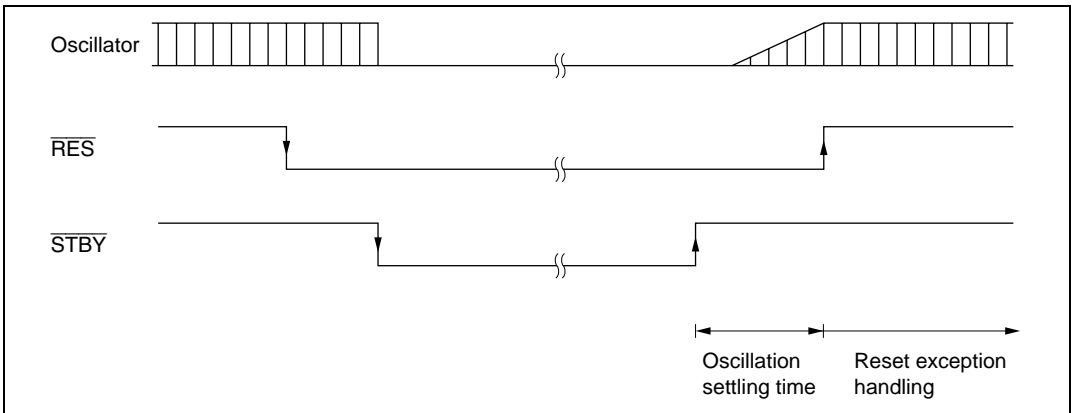 Oscillator
RES
STBY
Oscillation
settling time
Reset exception
handling